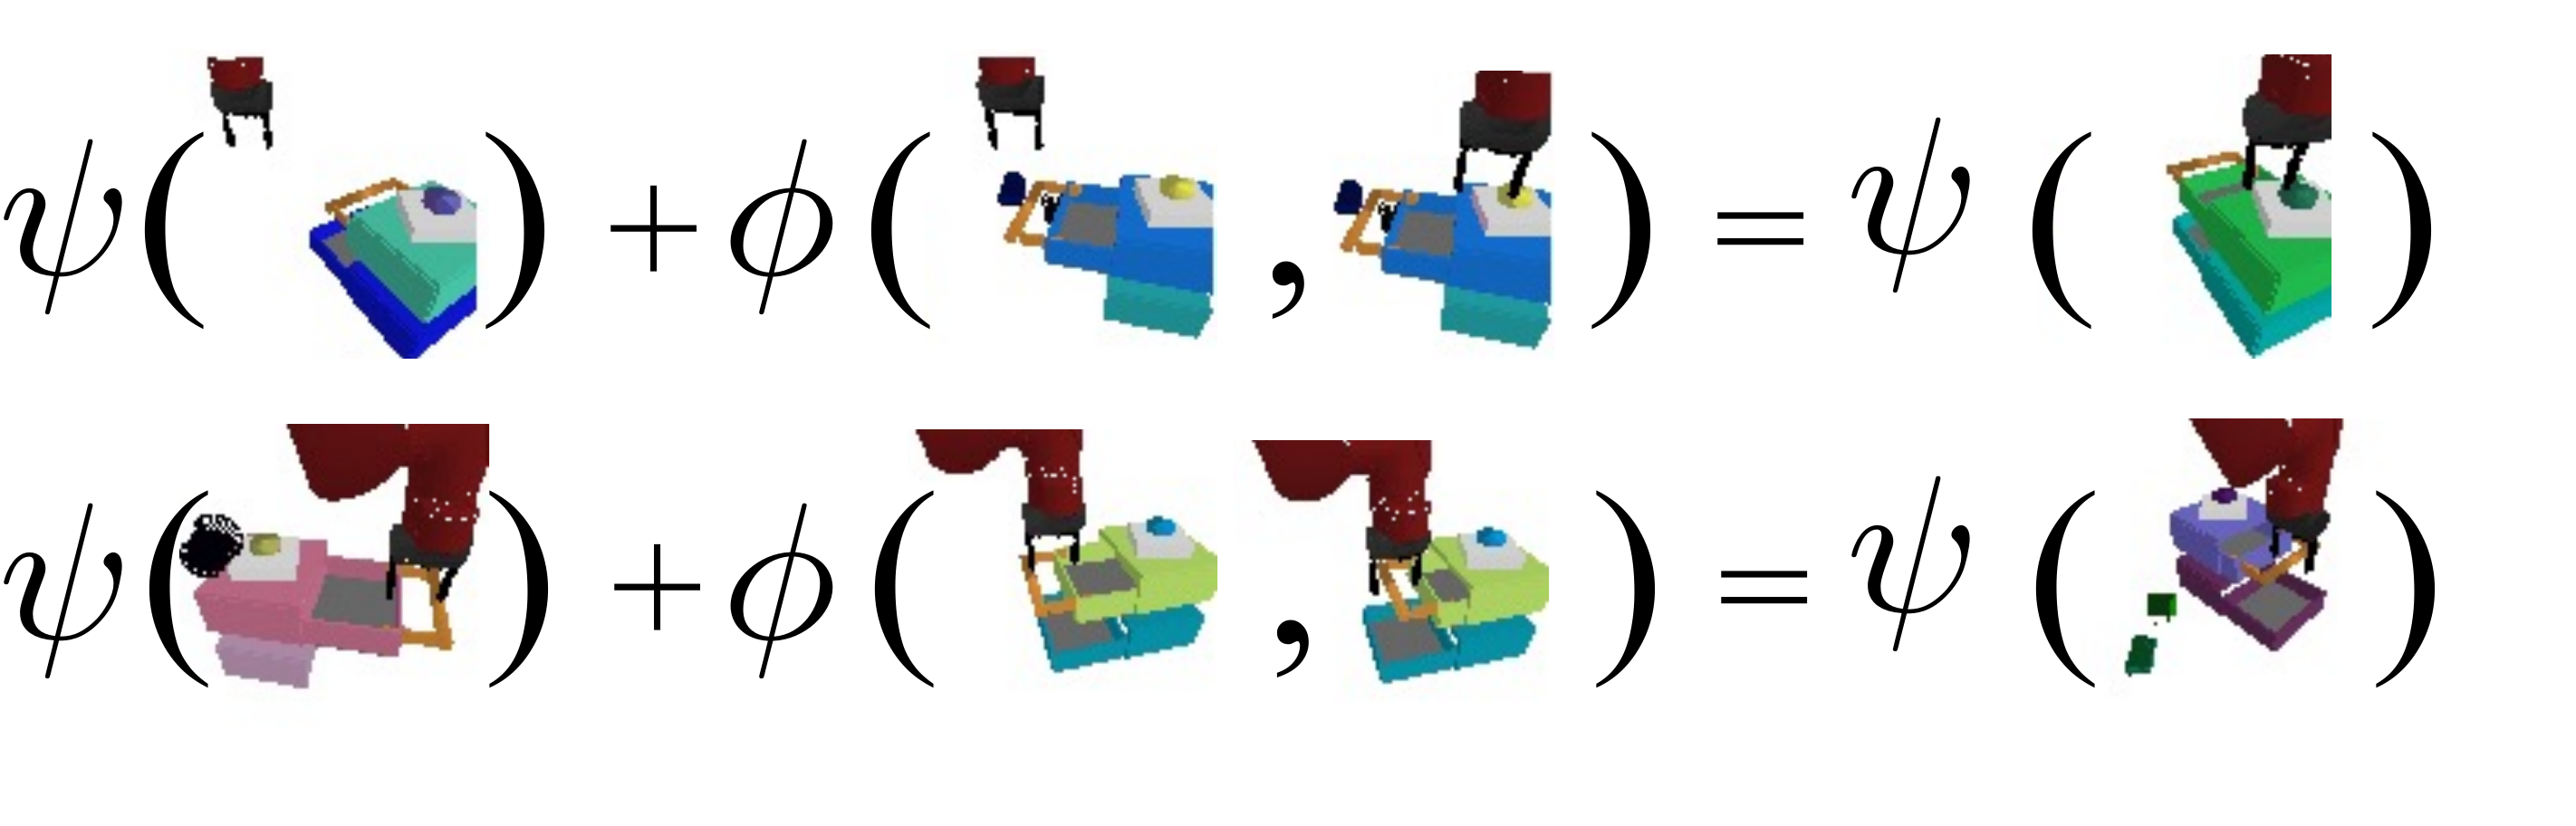 ψ( ) + ϕ( , ) = ψ( )
ψ( ) + ϕ( , ) = ψ( )